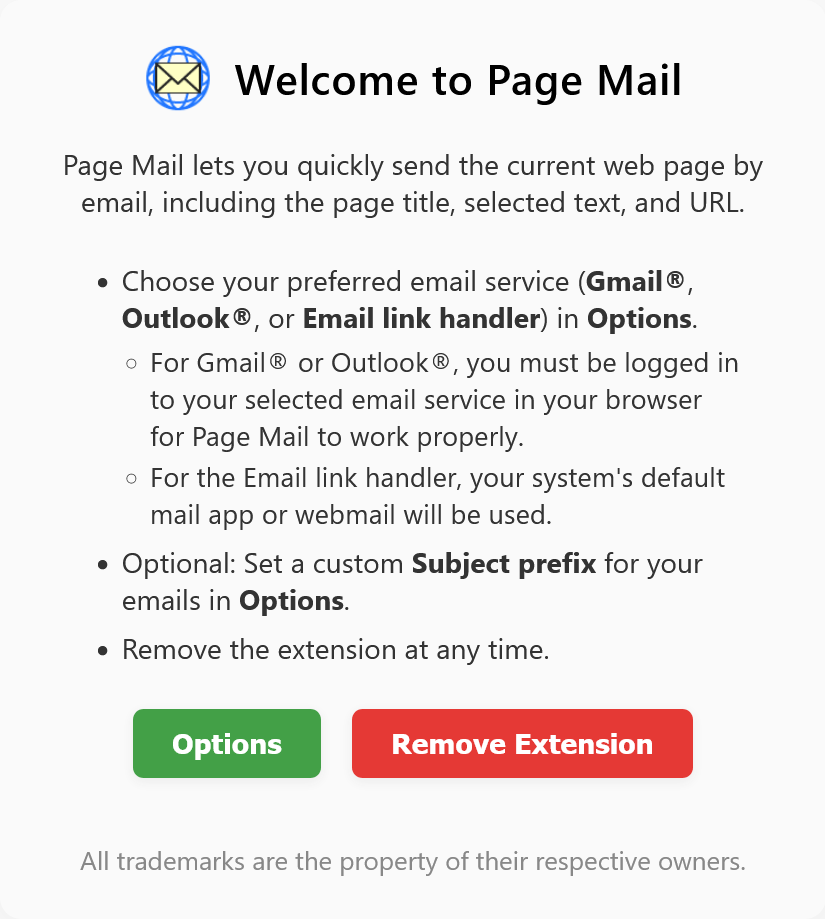 Welcome to Page Mail
Page Mail lets you quickly send the current web page by
email, including the page title, selected text, and URL.
• Choose your preferred email service (Gmail®,
Outlook®, or Email link handler) in Options.
◦ For Gmail® or Outlook®, you must be logged in
to your selected email service in your browser
for Page Mail to work properly.
◦ For the Email link handler, your system's default
mail app or webmail will be used.
• Optional: Set a custom Subject prefix for your
emails in Options.
• Remove the extension at any time.
Options
Remove Extension
All trademarks are the property of their respective owners.